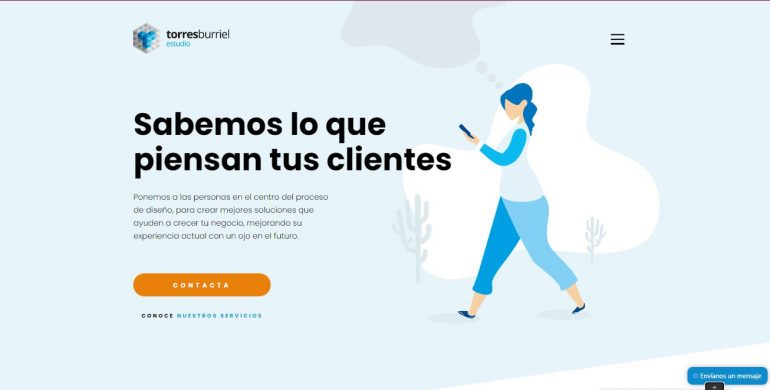 torresburriel
estudio
Sabemos lo que
piensan tus clientes
Ponemos a las personas en el centro del proceso
de diseño, para crear mejores soluciones que
ayuden a crecer tu negocio, mejorando su
experiencia actual con un ojo en el futuro.
CONTACTA
CONOCE NUESTROS SERVICIOS
Envíanos un mensaje